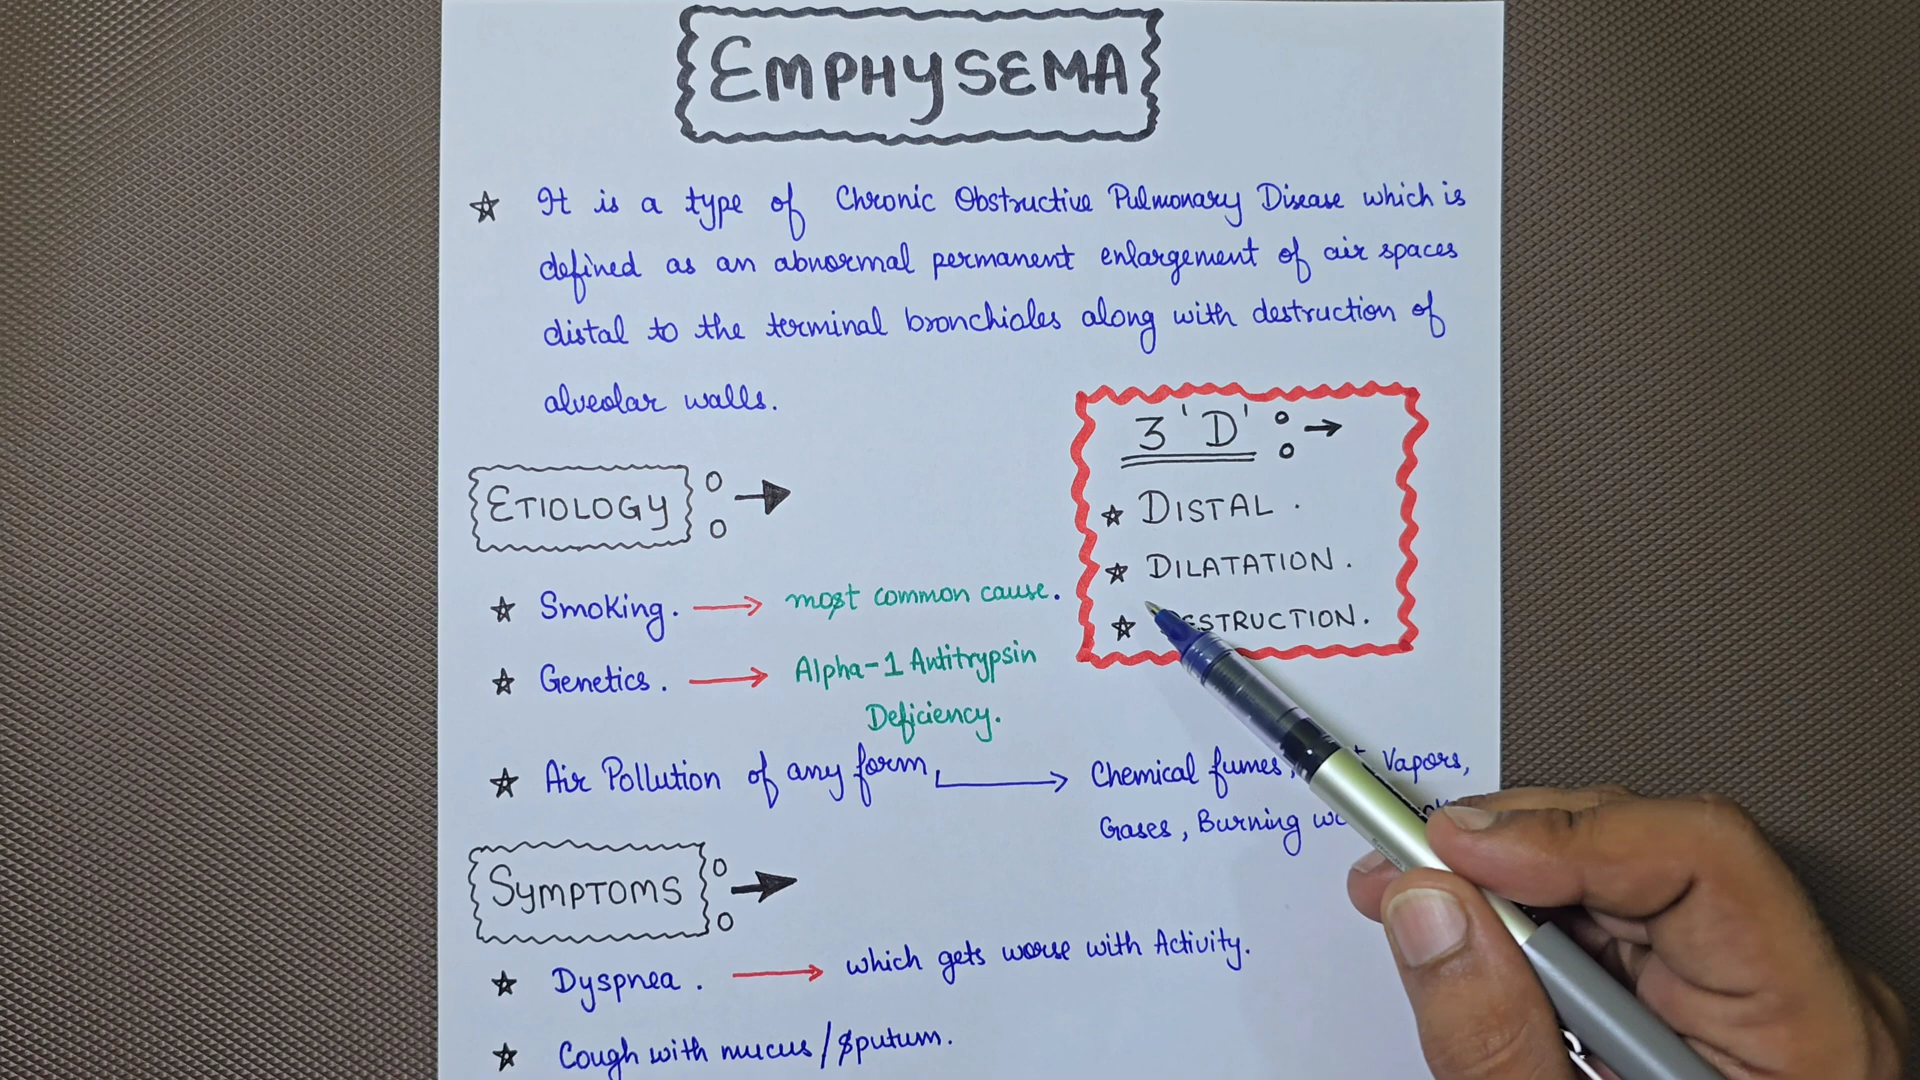 EMPHYSEMA
It is a type of Chronic Obstructive Pulmonary Disease which is
defined as an abnormal permanent enlargement of air spaces
distal to the terminal bronchioles along with destruction of
alveolar walls.
3 'D' : →
DISTAL.
DILATATION.
DESTRUCTION.
ETIOLOGY : →
Smoking. → most common cause.
Genetics. → Alpha-1 Antitrypsin
Deficiency.
Air Pollution of any form, → Chemical fumes, Vapors,
Gases, Burning
SYMPTOMS : →
Dyspnea. → which gets worse with Activity.
Cough with mucus/sputum.